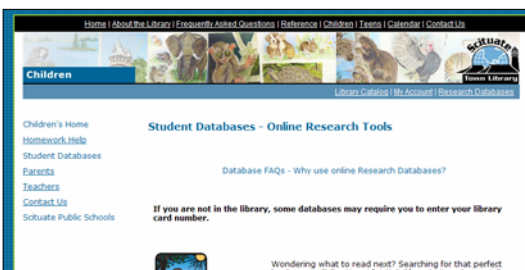 Home | About the Library | Frequently Asked Questions | Reference | Children | Teens | Calendar | Contact Us
Scituate
Town Library
Children
Library Catalog | My Account | Research Databases
Children's Home
Homework Help
Student Databases
Parents
Teachers
Contact Us
Scituate Public Schools
Student Databases - Online Research Tools
Database FAQs - Why use online Research Databases?
If you are not in the library, some databases may require you to enter your library
card number.
Wondering what to read next? Searching for that perfect